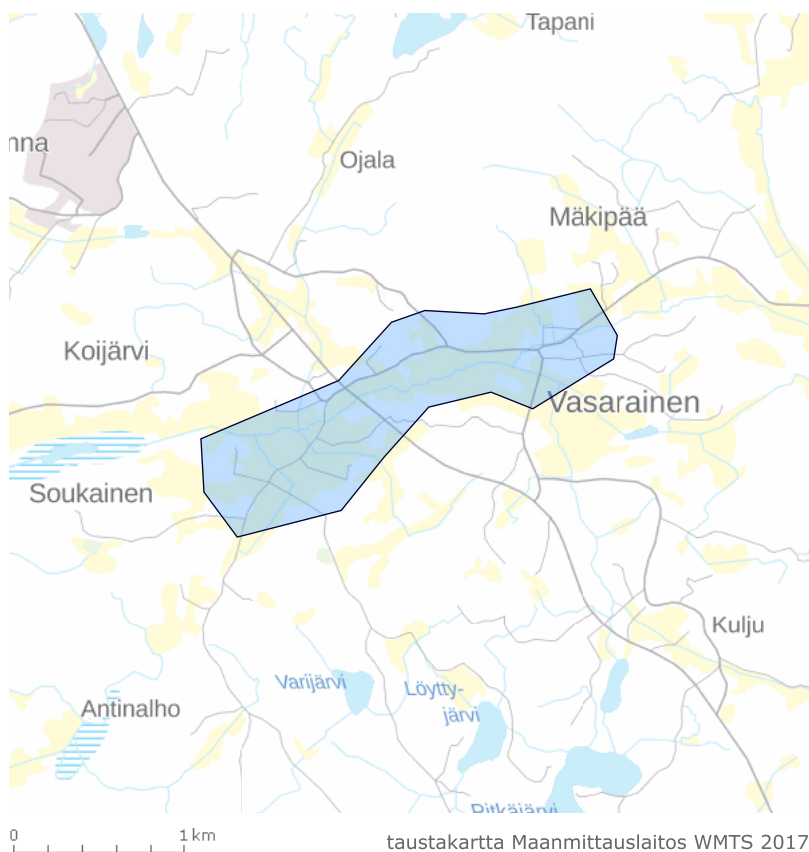 Tapani
nna
Ojala
Mäkipää
Koijärvi
Vasarainen
Soukainen
Kulju
Varijärvi
Löytty-
järvi
Antinalho
Pitkäjärvi
0 1 km
taustakartta Maanmittauslaitos WMTS 2017